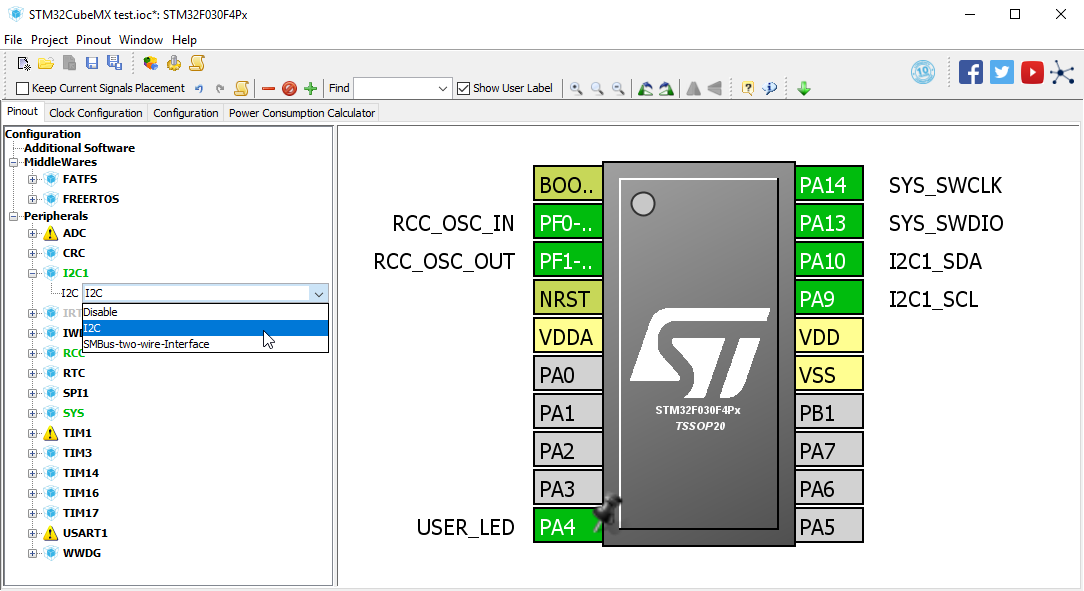 STM32CubeMX test.ioc*: STM32F030F4Px
File Project Pinout Window Help
19
Keep Current Signals Placement Find Show User Label
Pinout Clock Configuration Configuration Power Consumption Calculator
Configuration
Additional Software
MiddleWares
FATFS
FREERTOS
Peripherals
ADC
CRC
I2C1
I2C I2C
Disable
I2C
SMBus-two-wire-Interface
IRT
IWD
RCC
RTC
SPI1
SYS
TIM1
TIM3
TIM14
TIM16
TIM17
USART1
WWDG
BOO.. PA14 SYS_SWCLK
RCC_OSC_IN PF0-.. PA13 SYS_SWDIO
RCC_OSC_OUT PF1-.. PA10 I2C1_SDA
NRST PA9 I2C1_SCL
VDDA VDD
PA0 VSS
PA1 PB1
PA2 PA7
PA3 PA6
USER_LED PA4 PA5
ST
STM32F030F4Px
TSSOP20